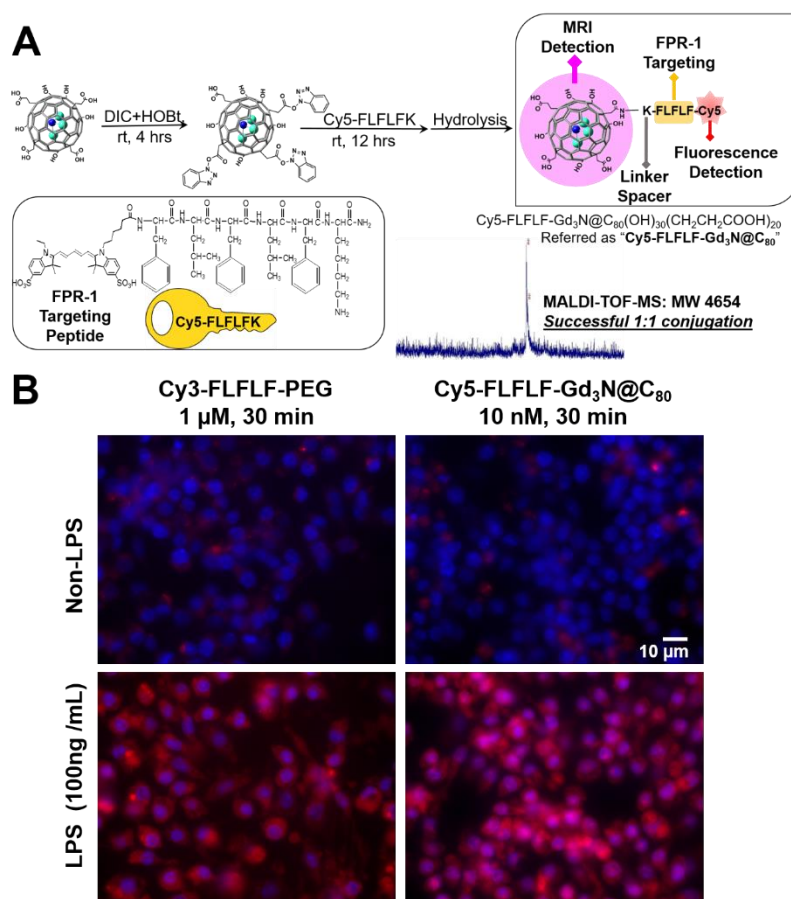 A
MRI
Detection
FPR-1
Targeting
DIC+HOBt
rt, 4 hrs
Cy5-FLFLFK
rt, 12 hrs
Hydrolysis
K-FLFLF-Cy5
Linker
Spacer
Fluorescence
Detection
Cy5-FLFLF-Gd3N@C80(OH)30(CH2CH2COOH)20
Referred as "Cy5-FLFLF-Gd3N@C80"
FPR-1
Targeting
Peptide
Cy5-FLFLFK
MALDI-TOF-MS: MW 4654
Successful 1:1 conjugation
B
Cy3-FLFLF-PEG
1 µM, 30 min
Cy5-FLFLF-Gd3N@C80
10 nM, 30 min
Non-LPS
10 µm
LPS (100ng /mL)